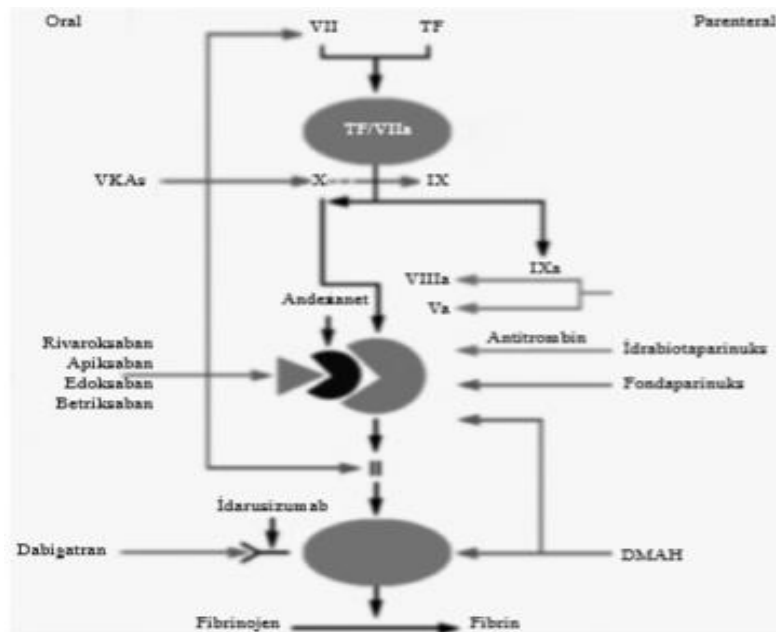 Oral
Parenteral
VII
TF
TF/VIIa
VKAs
X
IX
IXa
VIIIa
Va
Andexanet
Antitrombin
İdrabiotaparinuks
Fondaparinuks
Rivaroksaban
Apiksaban
Edoksaban
Betriksaban
II
İdarusizumab
Dabigatran
DMAH
Fibrinojen
Fibrin